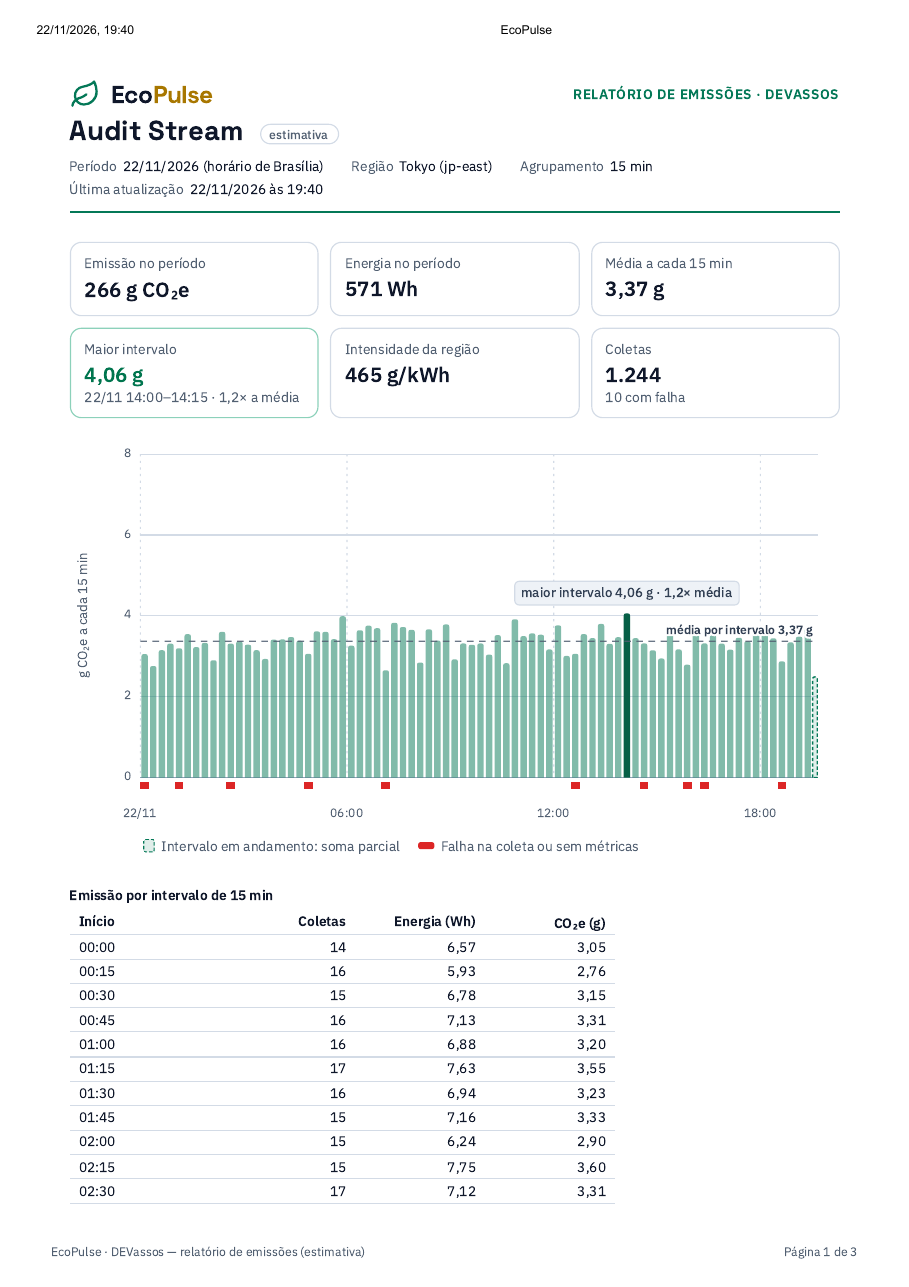 22/11/2026, 19:40 EcoPulse
EcoPulse
RELATÓRIO DE EMISSÕES · DEVASSOS
Audit Stream estimativa
Período 22/11/2026 (horário de Brasília) Região Tokyo (jp-east) Agrupamento 15 min
Última atualização 22/11/2026 às 19:40
Emissão no período
266 g CO₂e
Energia no período
571 Wh
Média a cada 15 min
3,37 g
Maior intervalo
4,06 g
22/11 14:00–14:15 · 1,2× a média
Intensidade da região
465 g/kWh
Coletas
1.244
10 com falha
g CO₂e a cada 15 min
8
6
4
2
0
maior intervalo 4,06 g · 1,2× média
média por intervalo 3,37 g
22/11 06:00 12:00 18:00
Intervalo em andamento: soma parcial Falha na coleta ou sem métricas
Emissão por intervalo de 15 min
Início Coletas Energia (Wh) CO₂e (g)
00:00 14 6,57 3,05
00:15 16 5,93 2,76
00:30 15 6,78 3,15
00:45 16 7,13 3,31
01:00 16 6,88 3,20
01:15 17 7,63 3,55
01:30 16 6,94 3,23
01:45 15 7,16 3,33
02:00 15 6,24 2,90
02:15 15 7,75 3,60
02:30 17 7,12 3,31
EcoPulse · DEVassos — relatório de emissões (estimativa) Página 1 de 3